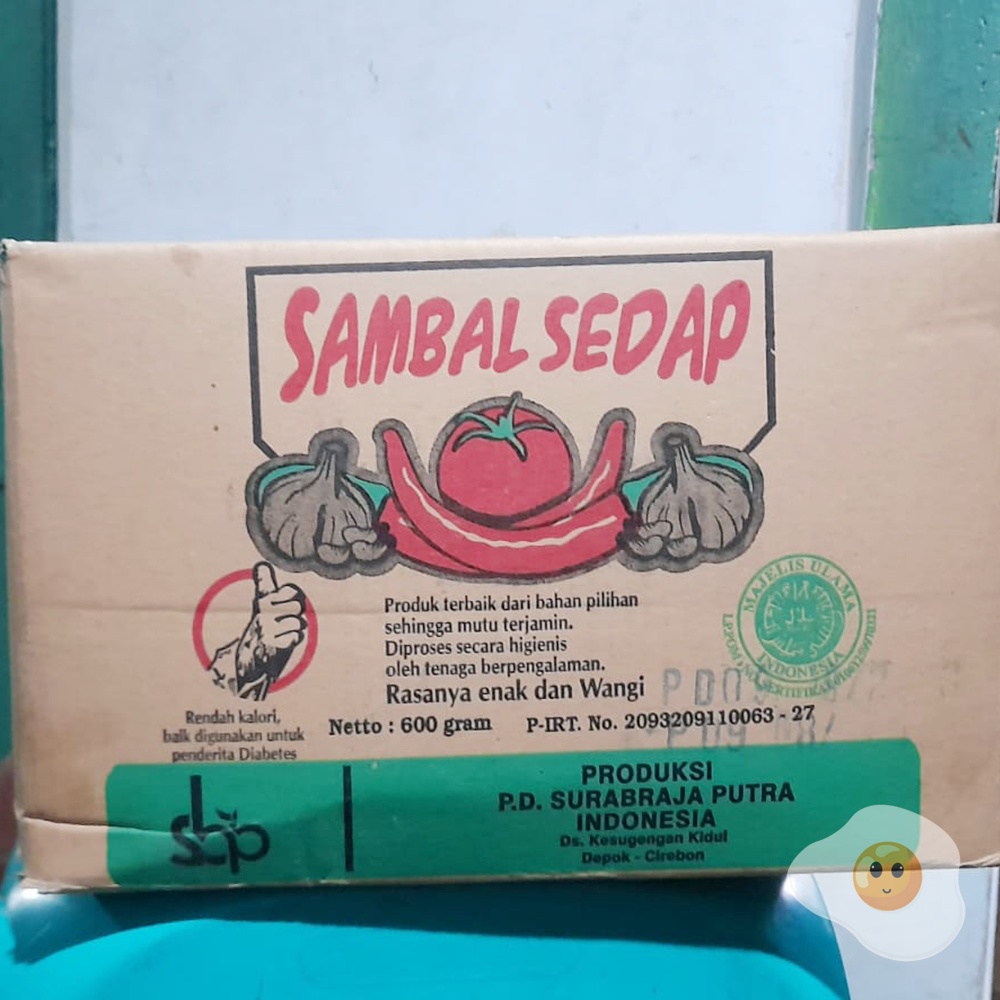 SAMBAL SEDAP
Produk terbaik dari bahan pilihan
sehingga mutu terjamin.
Diproses secara higienis
oleh tenaga berpengalaman.
Rasanya enak dan Wangi
Rendah kalori,
baik digunakan untuk
penderita Diabetes
Netto : 600 gram
P-IRT. No. 2093209110063 - 27
MAJELIS ULAMA
INDONESIA
sbp
PRODUKSI
P.D. SURABRAJA PUTRA
INDONESIA
Ds. Kesugengan Kidul
Depok - Cirebon